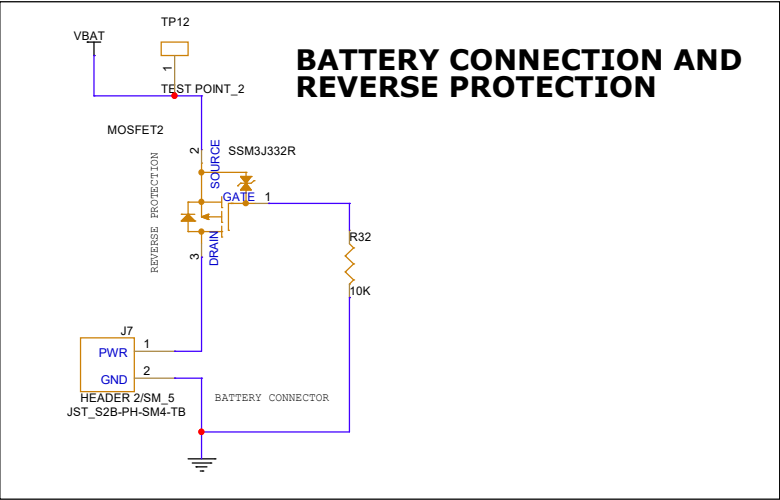 TP12
VBAT
BATTERY CONNECTION AND
REVERSE PROTECTION
1
TEST POINT_2
MOSFET2
2
SOURCE
SSM3J332R
REVERSE PROTECTION
GATE
1
R32
DRAIN
3
10K
J7
PWR
1
GND
2
HEADER 2/SM_5
BATTERY CONNECTOR
JST_S2B-PH-SM4-TB